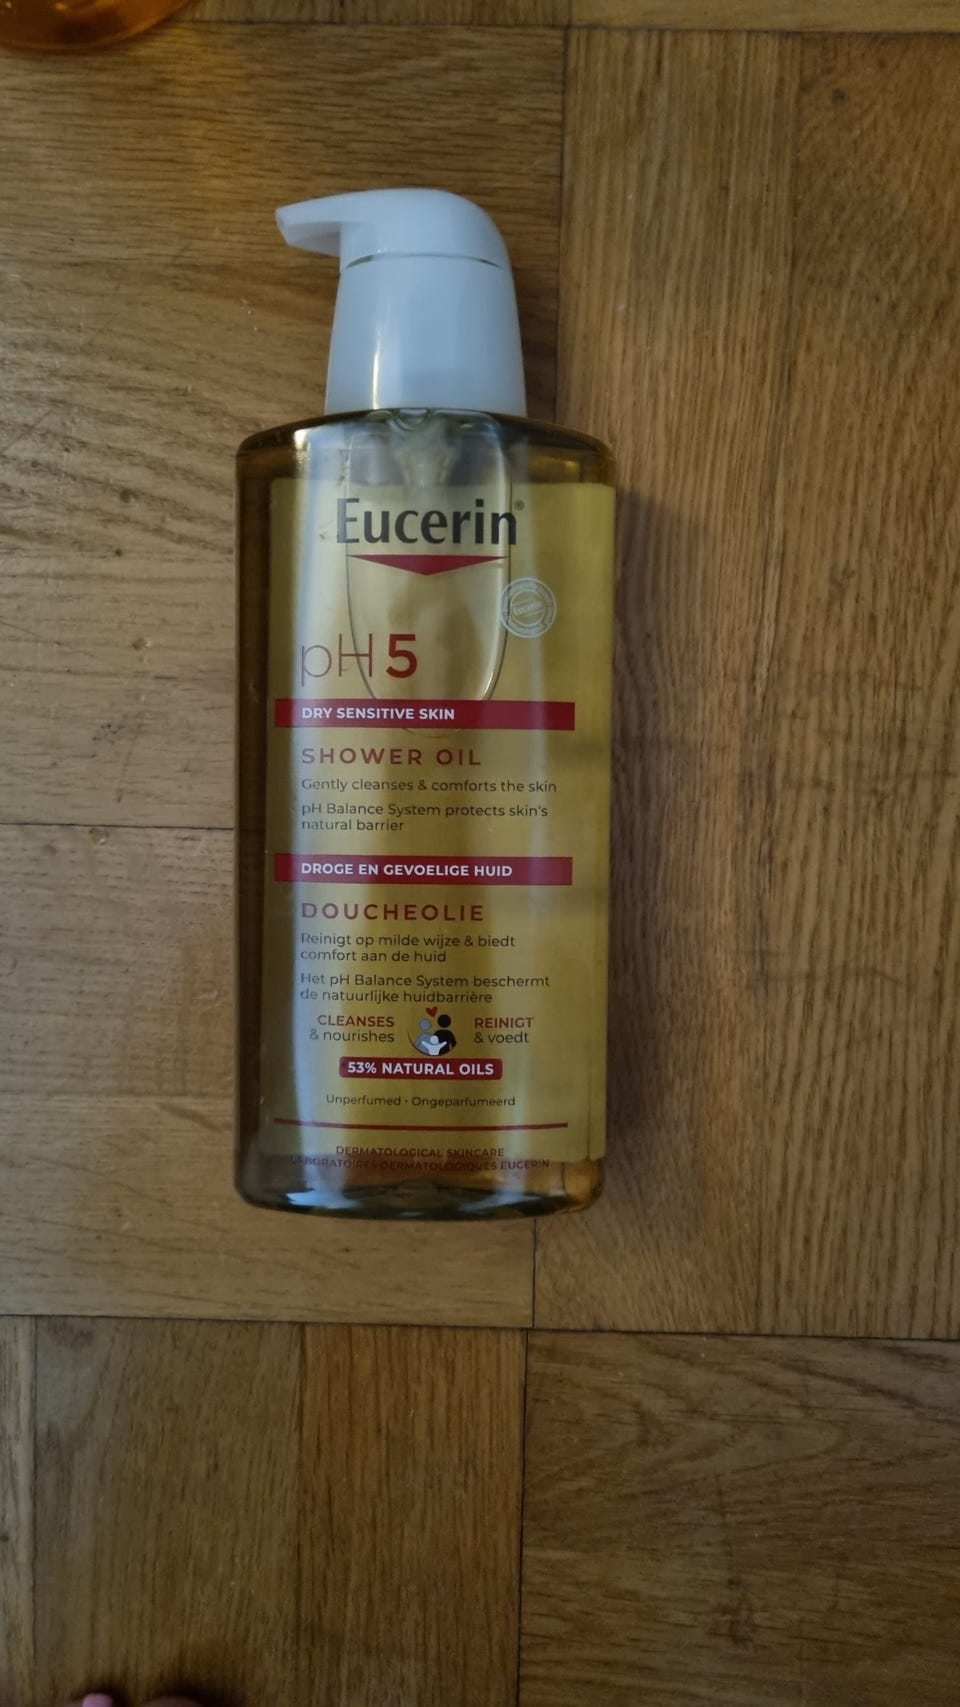 Eucerin®
Eucerin
pH5
DRY SENSITIVE SKIN
SHOWER OIL
Gently cleanses & comforts the skin
pH Balance System protects skin's
natural barrier
DROGE EN GEVOELIGE HUID
DOUCHEOLIE
Reinigt op milde wijze & biedt
comfort aan de huid
Het pH Balance System beschermt
de natuurlijke huidbarrière
CLEANSES
& nourishes
REINIGT
& voedt
53% NATURAL OILS
Unperfumed · Ongeparfumeerd
DERMATOLOGICAL SKINCARE
LABORATOIRES DERMATOLOGIQUES EUCERIN